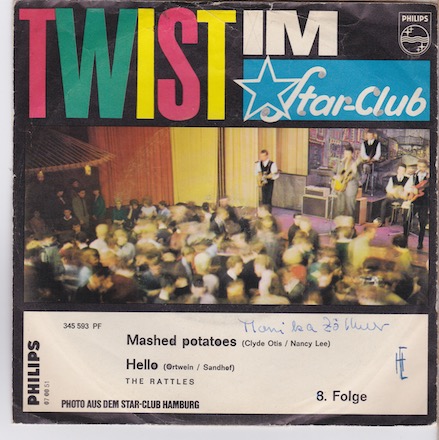 TWIST IM
PHILIPS
Star-Club
345 593 PF
Mashed potatoes (Clyde Otis / Nancy Lee)
Hello (Ortwein / Sandhof)
THE RATTLES
8. Folge
PHILIPS
PHOTO AUS DEM STAR-CLUB HAMBURG